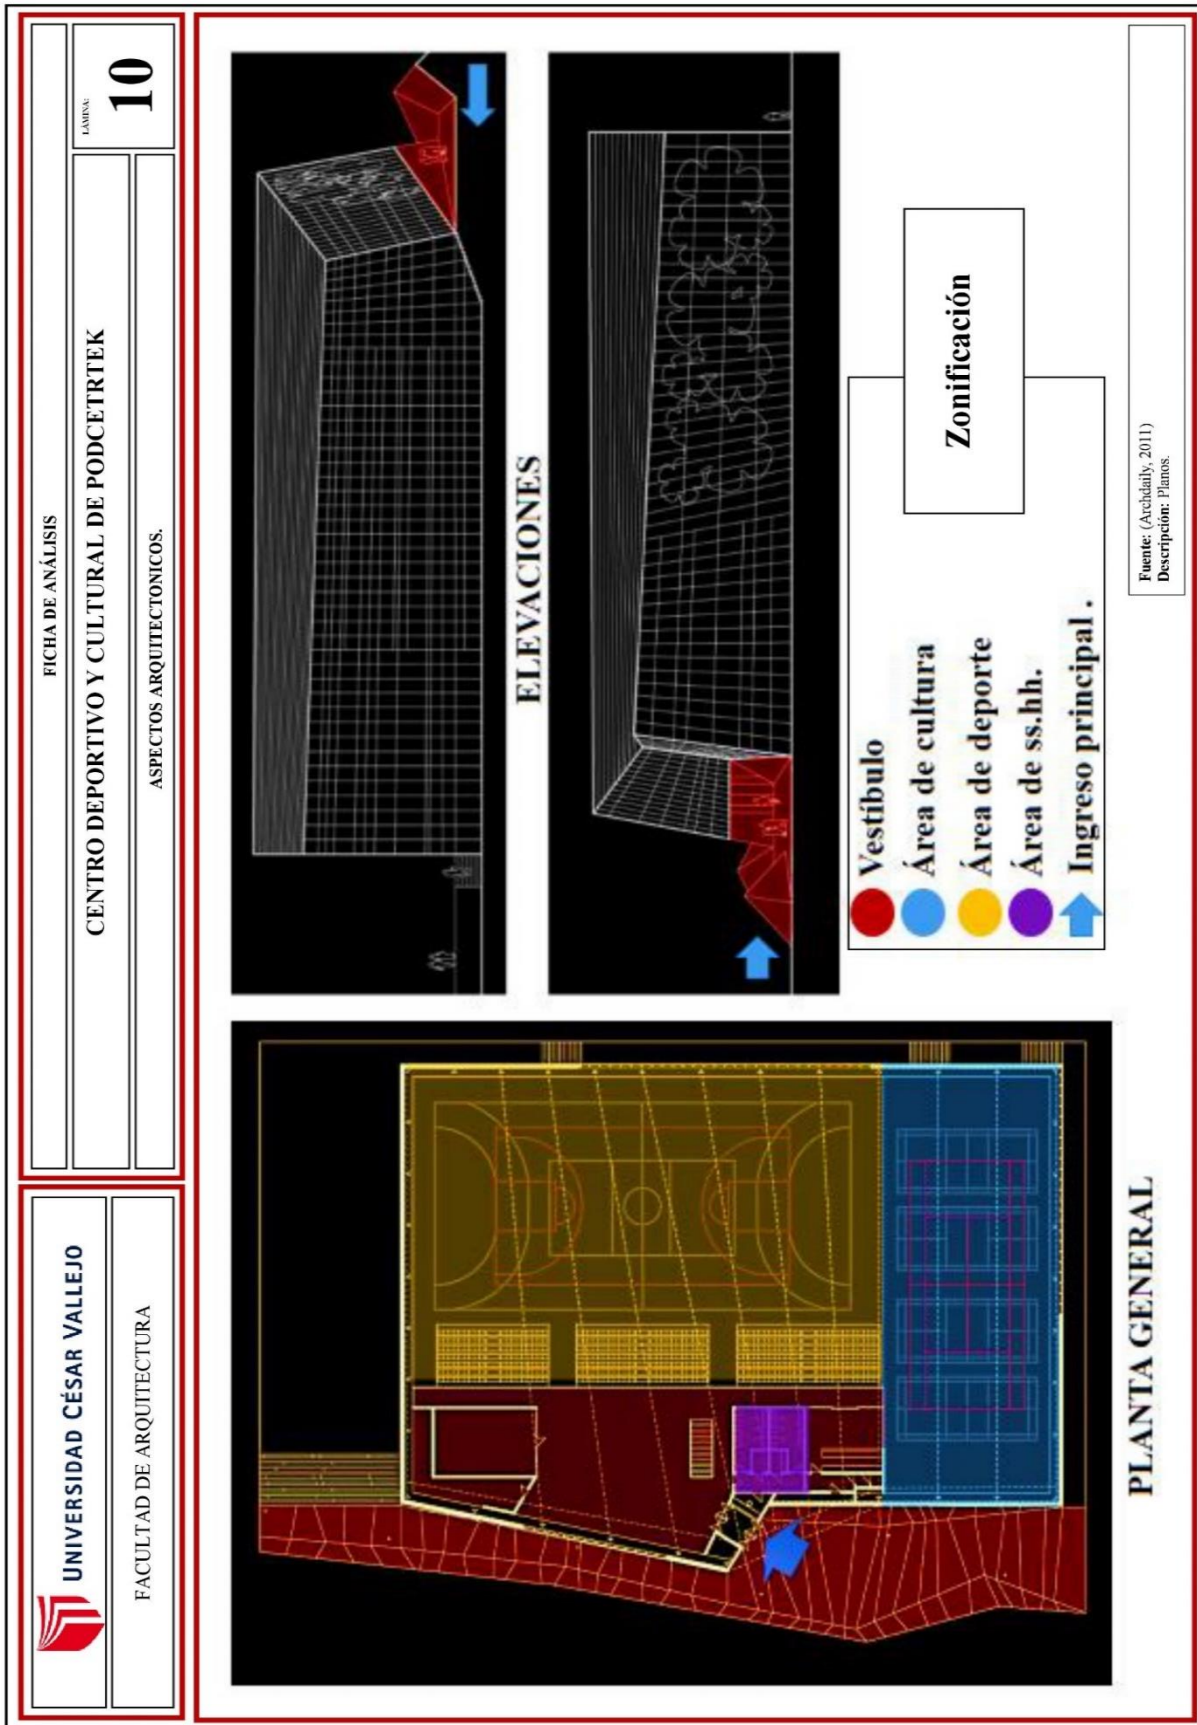 UNIVERSIDAD CÉSAR VALLEJO
FACULTAD DE ARQUITECTURA
FICHA DE ANÁLISIS
CENTRO DEPORTIVO Y CULTURAL DE PODCETRTEK
ASPECTOS ARQUITECTONICOS.
LÁMINA:
10
PLANTA GENERAL
ELEVACIONES
Vestíbulo
Área de cultura
Área de deporte
Área de ss.hh.
Ingreso principal .
Zonificación
Fuente: (Archdaily, 2011)
Descripción: Planos.